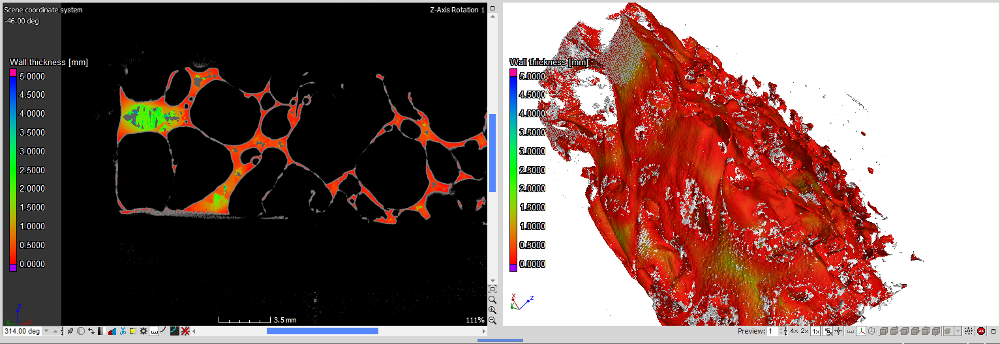 Scene coordinate system
-46.00 deg
Z-Axis Rotation 1
Wall thickness [mm]
5.0000
4.5000
4.0000
3.5000
3.0000
2.5000
2.0000
1.5000
1.0000
0.5000
0.0000
z
3.5 mm
111%
314.00 deg
Wall thickness [mm]
5.0000
4.5000
4.0000
3.5000
3.0000
2.5000
2.0000
1.5000
1.0000
0.5000
0.0000
x
y
z
Preview: 1
4x 2x 1x